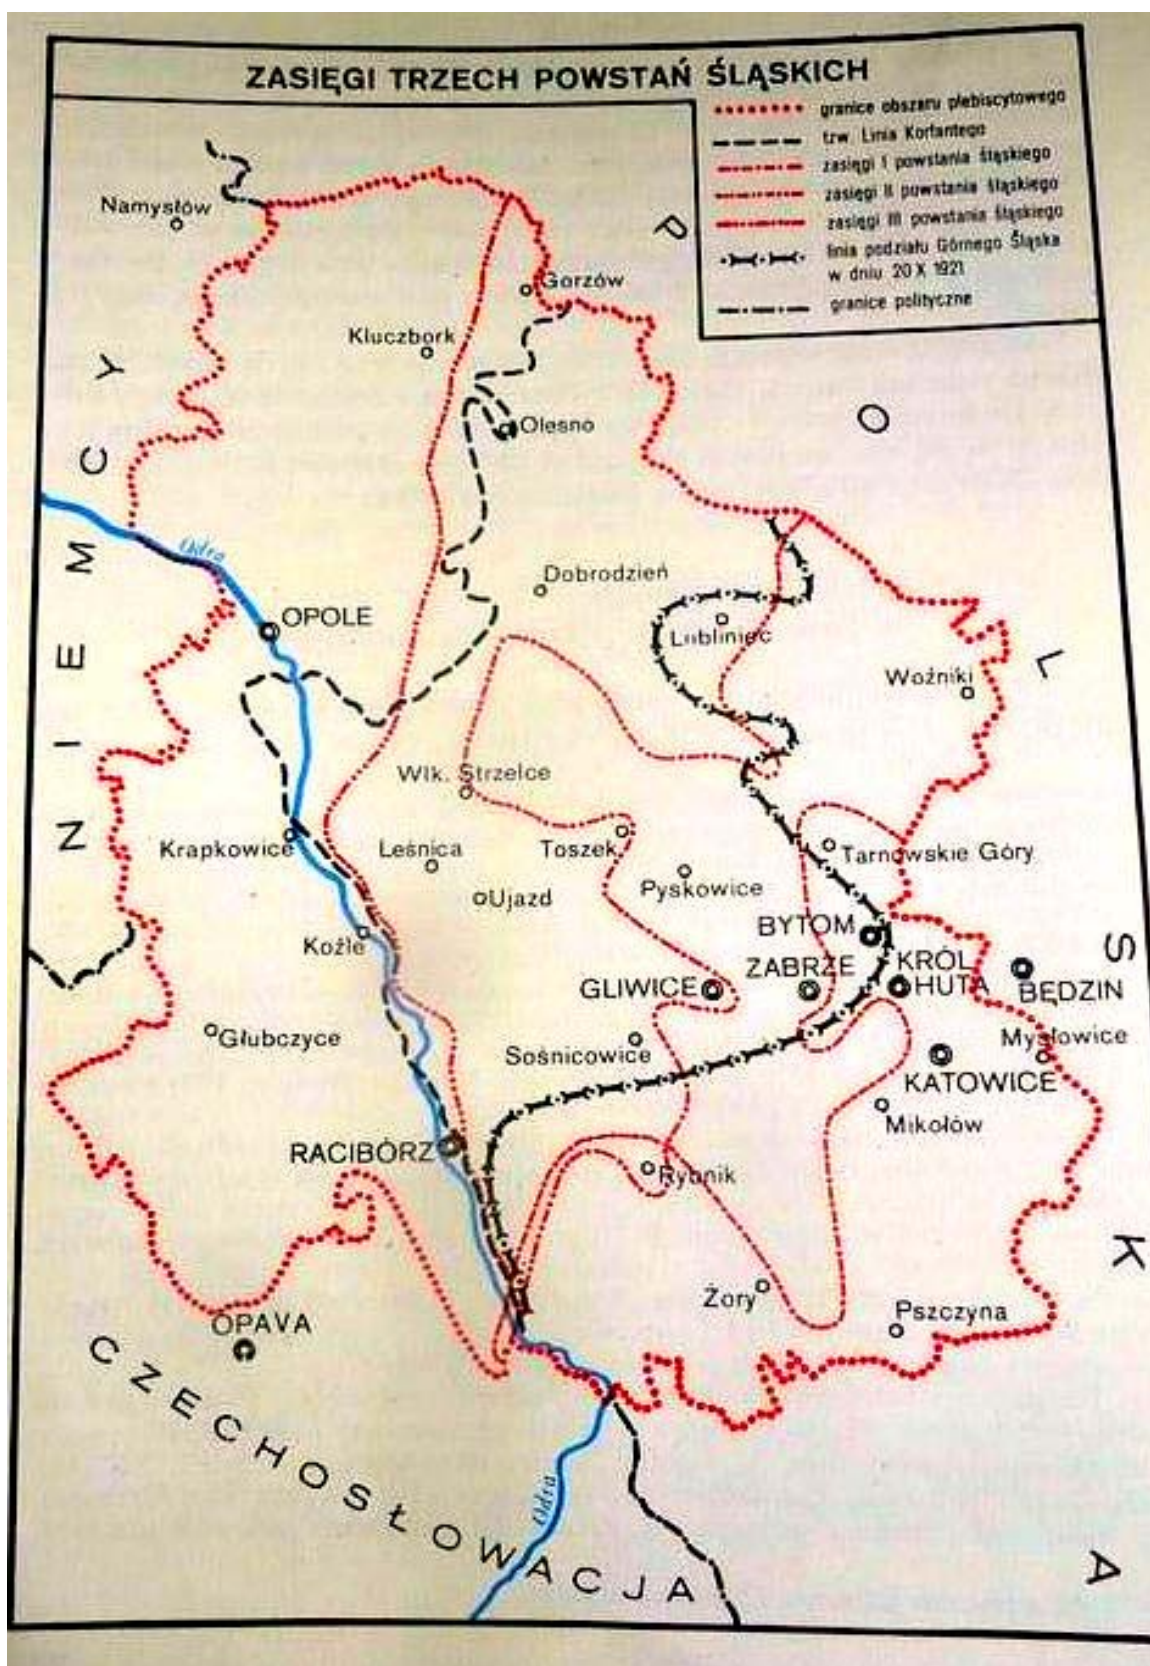 ZASIĘGI TRZECH POWSTAŃ ŚLĄSKICH
granice obszaru plebiscytowego
tzw Linia Korfantego
zasięgi I powstania śląskiego
zasięgi II powstania śląskiego
zasięgi III powstania śląskiego
linia podziału Górnego Śląska
w dniu 20 X 1921
granice polityczne
Namysłów
Gorzów
Kluczbork
Olesno
Odra
OPOLE
Dobrodzień
Lubliniec
Woźniki
Wlk. Strzelce
Krapkowice
Leśnica
Toszek
Tarnowskie Góry
Ujazd
Pyskowice
Koźle
BYTOM
ZABRZE
KRÓL
HUTA
BĘDZIN
GLIWICE
Głubczyce
Sośnicowice
Mysłowice
KATOWICE
Mikołów
RACIBÓRZ
Rybnik
Żory
Pszczyna
OPAVA
Odra
NIEMCY
POLSKA
CZECHOSŁOWACJA